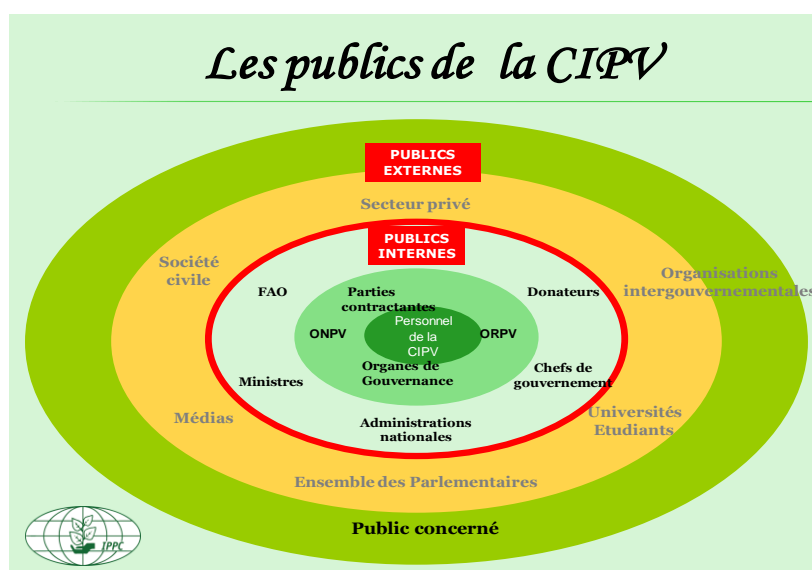 Les publics de la CIPV
PUBLICS
EXTERNES
Secteur privé
PUBLICS
INTERNES
Société
civile
Organisations
intergouvernementales
FAO
Parties
contractantes
Donateurs
Personnel
de la
CIPV
ONPV
ORPV
Organes de
Gouvernance
Chefs de
gouvernement
Ministres
Médias
Universités
Etudiants
Administrations
nationales
Ensemble des Parlementaires
Public concerné
IPPC